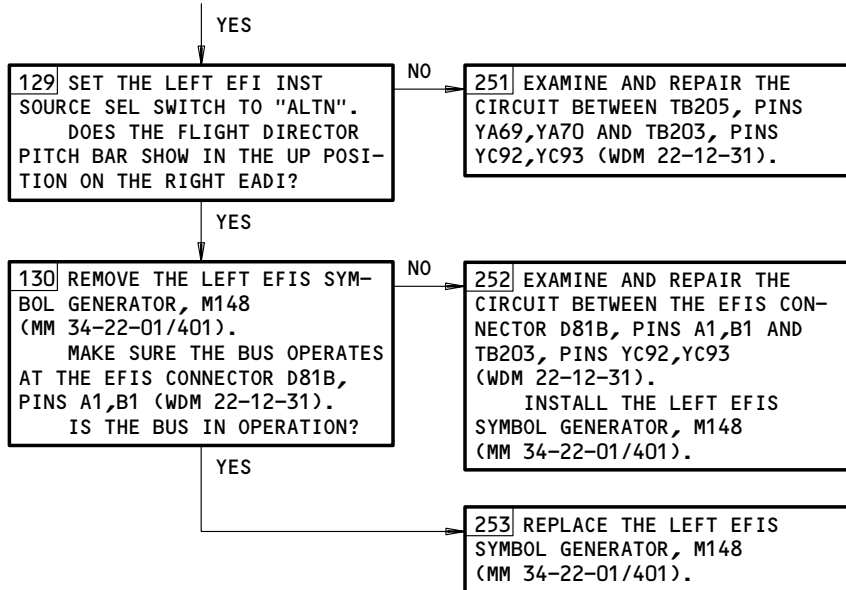 YES
129 SET THE LEFT EFI INST
SOURCE SEL SWITCH TO "ALTN".
DOES THE FLIGHT DIRECTOR
PITCH BAR SHOW IN THE UP POSI-
TION ON THE RIGHT EADI?
NO
251 EXAMINE AND REPAIR THE
CIRCUIT BETWEEN TB205, PINS
YA69,YA70 AND TB203, PINS
YC92,YC93 (WDM 22-12-31).
YES
130 REMOVE THE LEFT EFIS SYM-
BOL GENERATOR, M148
(MM 34-22-01/401).
MAKE SURE THE BUS OPERATES
AT THE EFIS CONNECTOR D81B,
PINS A1,B1 (WDM 22-12-31).
IS THE BUS IN OPERATION?
NO
252 EXAMINE AND REPAIR THE
CIRCUIT BETWEEN THE EFIS CON-
NECTOR D81B, PINS A1,B1 AND
TB203, PINS YC92,YC93
(WDM 22-12-31).
INSTALL THE LEFT EFIS
SYMBOL GENERATOR, M148
(MM 34-22-01/401).
YES
253 REPLACE THE LEFT EFIS
SYMBOL GENERATOR, M148
(MM 34-22-01/401).